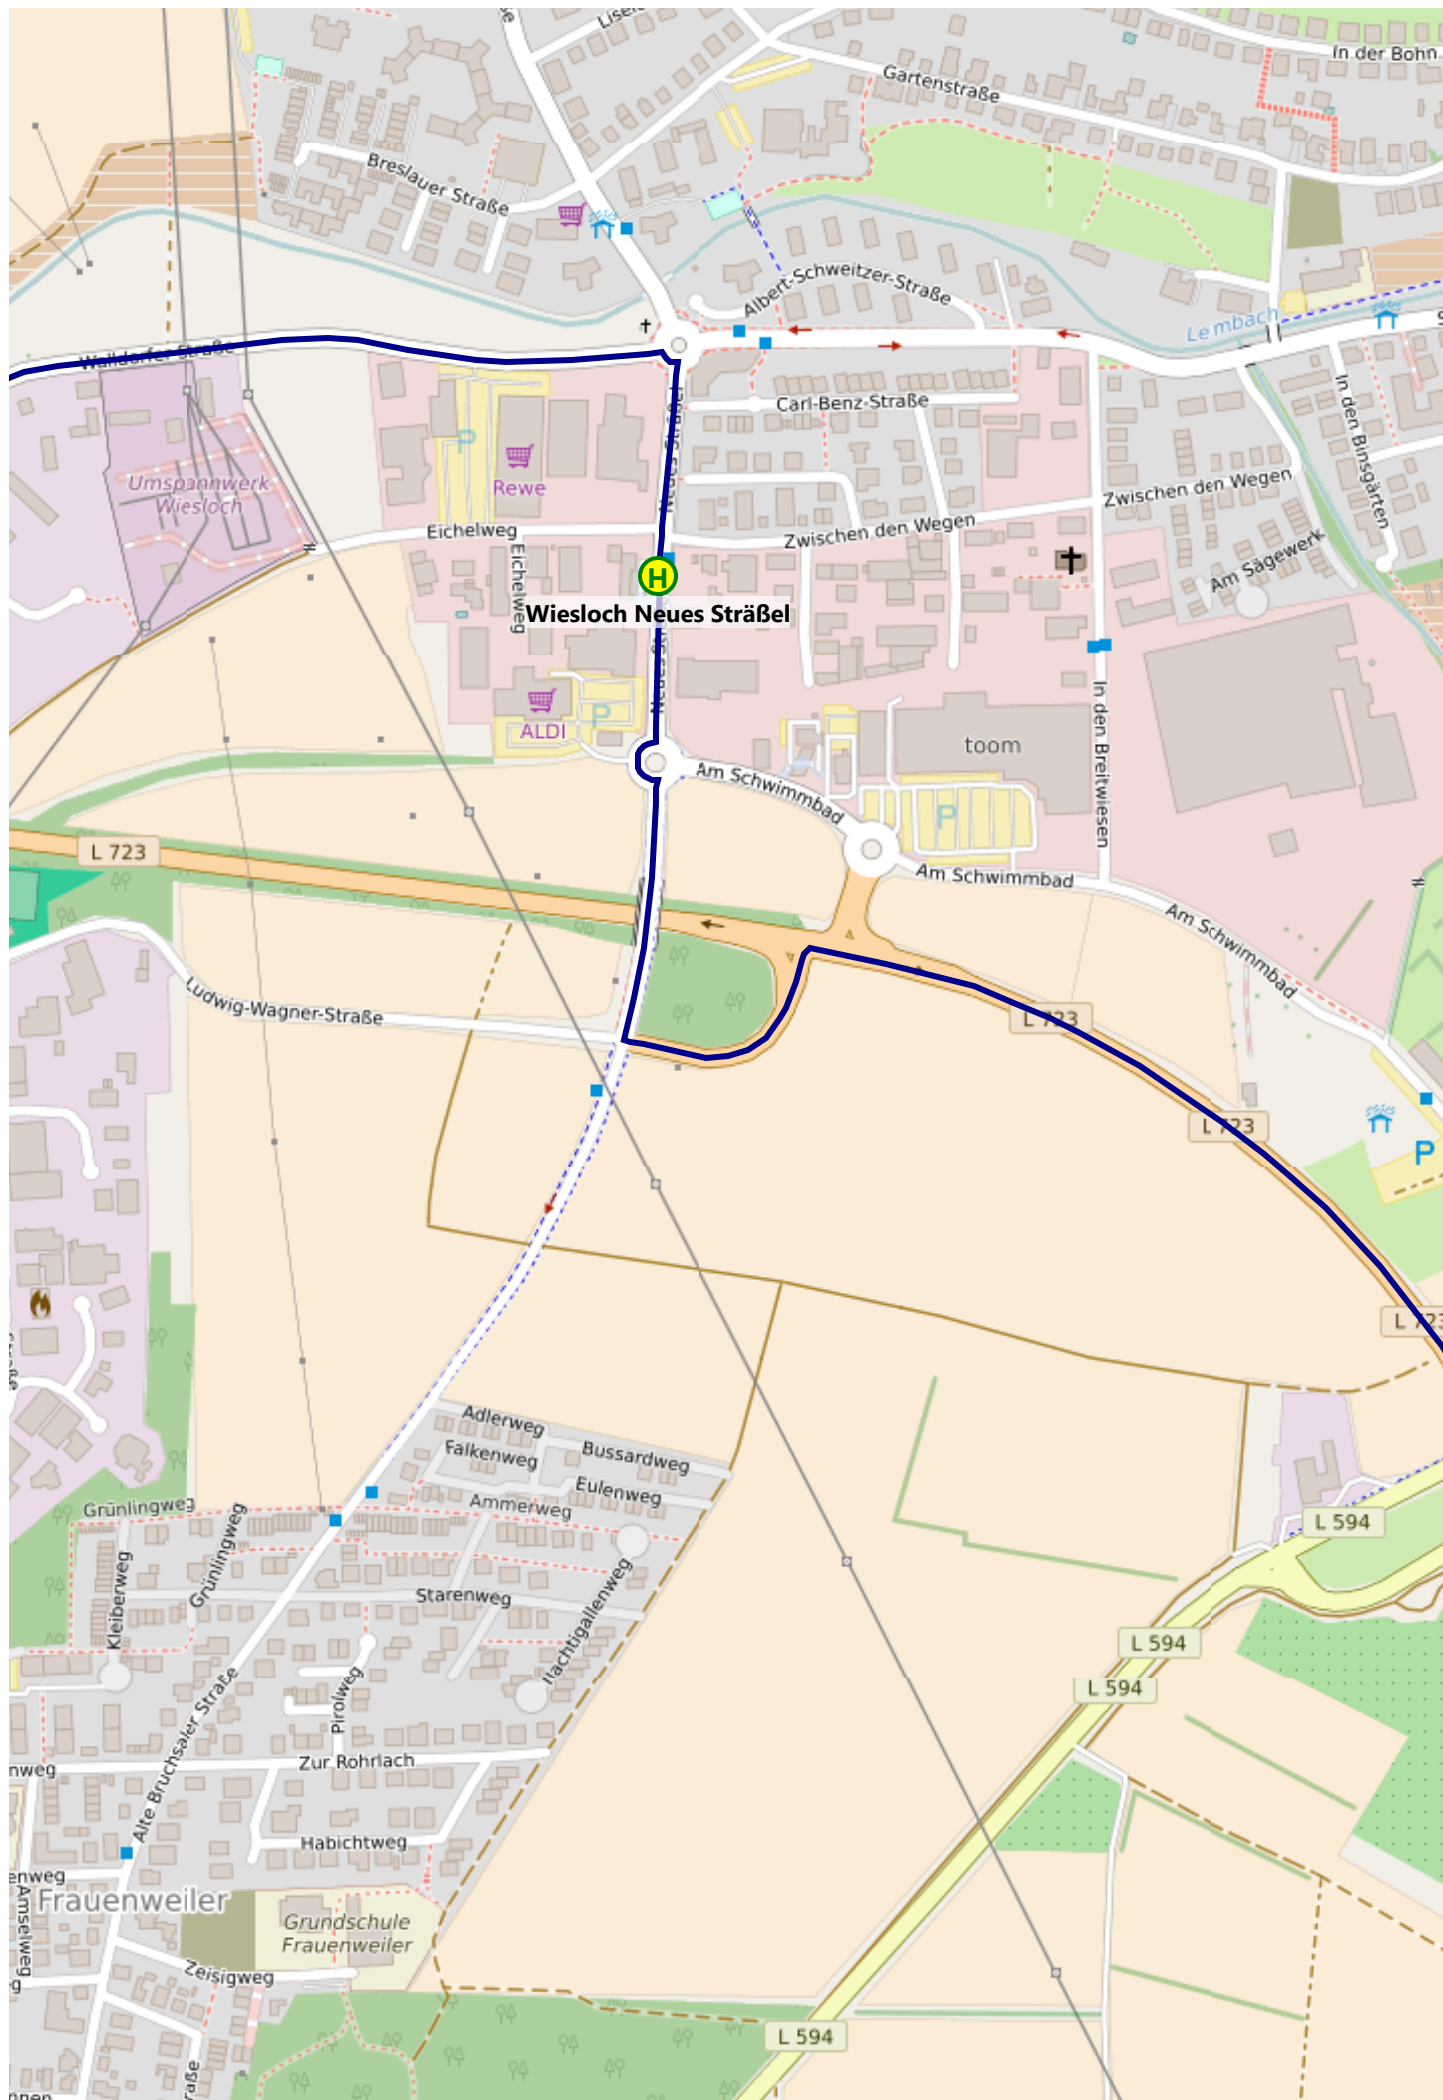 In der Bohn
Gartenstraße
Breslauer Straße
Albert-Schweitzer-Straße
Lembach
Walldorfer Straße
Carl-Benz-Straße
In den Binsgärten
P
Rewe
Umspannwerk
Wiesloch
Zwischen den Wegen
Eichelweg
Zwischen den Wegen
Eichelweg
Am Sägewerk
H
Wiesloch Neues Sträßel
ALDI
P
toom
In den Breitwiesen
Am Schwimmbad
P
L 723
Am Schwimmbad
Am Schwimmbad
Ludwig-Wagner-Straße
L 723
L 723
P
L 723
Adlerweg
Falkenweg
Bussardweg
Eulenweg
Ammerweg
Grünlingweg
Grünlingweg
L 594
Kleiberweg
Starenweg
Nachtigallenweg
L 594
L 594
Pirolweg
Alte Bruchsaler Straße
Zur Rohrlach
nweg
Habichtweg
enweg
Amselweg
Frauenweiler
Grundschule
Frauenweiler
Zeisigweg
L 594